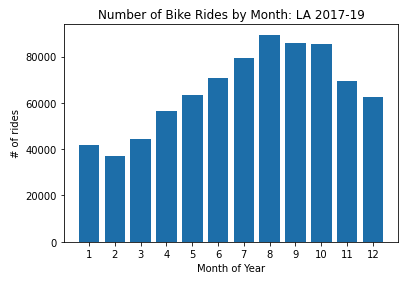 Number of Bike Rides by Month: LA 2017-19
# of rides
80000
60000
40000
20000
0
1 2 3 4 5 6 7 8 9 10 11 12
Month of Year